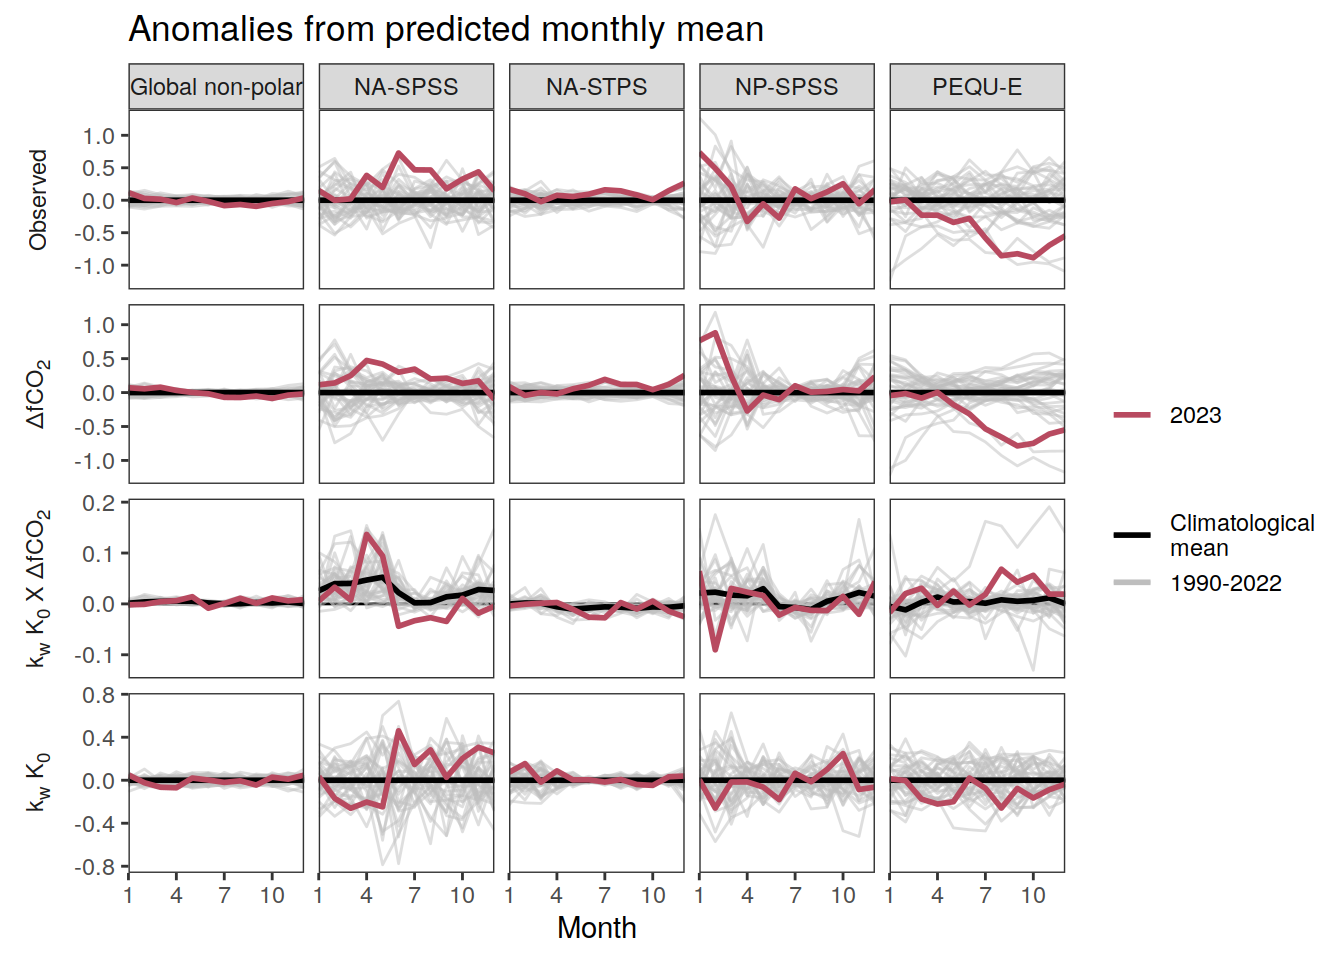 Anomalies from predicted monthly mean
Global non-polar NA-SPSS NA-STPS NP-SPSS PEQU-E
Observed
1.0
0.5
0.0
-0.5
-1.0
ΔfCO₂
1.0
0.5
0.0
-0.5
-1.0
k_w K₀ X ΔfCO₂
0.2
0.1
0.0
-0.1
k_w K₀
0.8
0.4
0.0
-0.4
-0.8
1 4 7 10 1 4 7 10 1 4 7 10 1 4 7 10 1 4 7 10
Month
2023
Climatological
mean
1990-2022